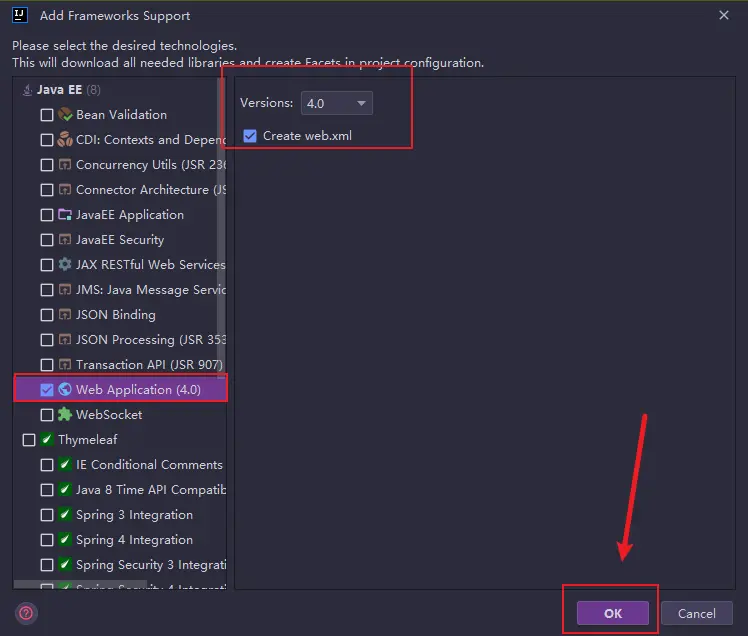 IJ Add Frameworks Support
Please select the desired technologies.
This will download all needed libraries and create Facets in project configuration.
Java EE (8)
Bean Validation
CDI: Contexts and Depend
Concurrency Utils (JSR 236
Connector Architecture (JS
JavaEE Application
JavaEE Security
JAX RESTful Web Services
JMS: Java Message Servic
JSON Binding
JSON Processing (JSR 353
Transaction API (JSR 907)
Web Application (4.0)
WebSocket
Thymeleaf
IE Conditional Comments
Java 8 Time API Compatib
Spring 3 Integration
Spring 4 Integration
Spring Security 3 Integrati
Spring Security 4 Integrati
Versions: 4.0
Create web.xml
?
OK
Cancel